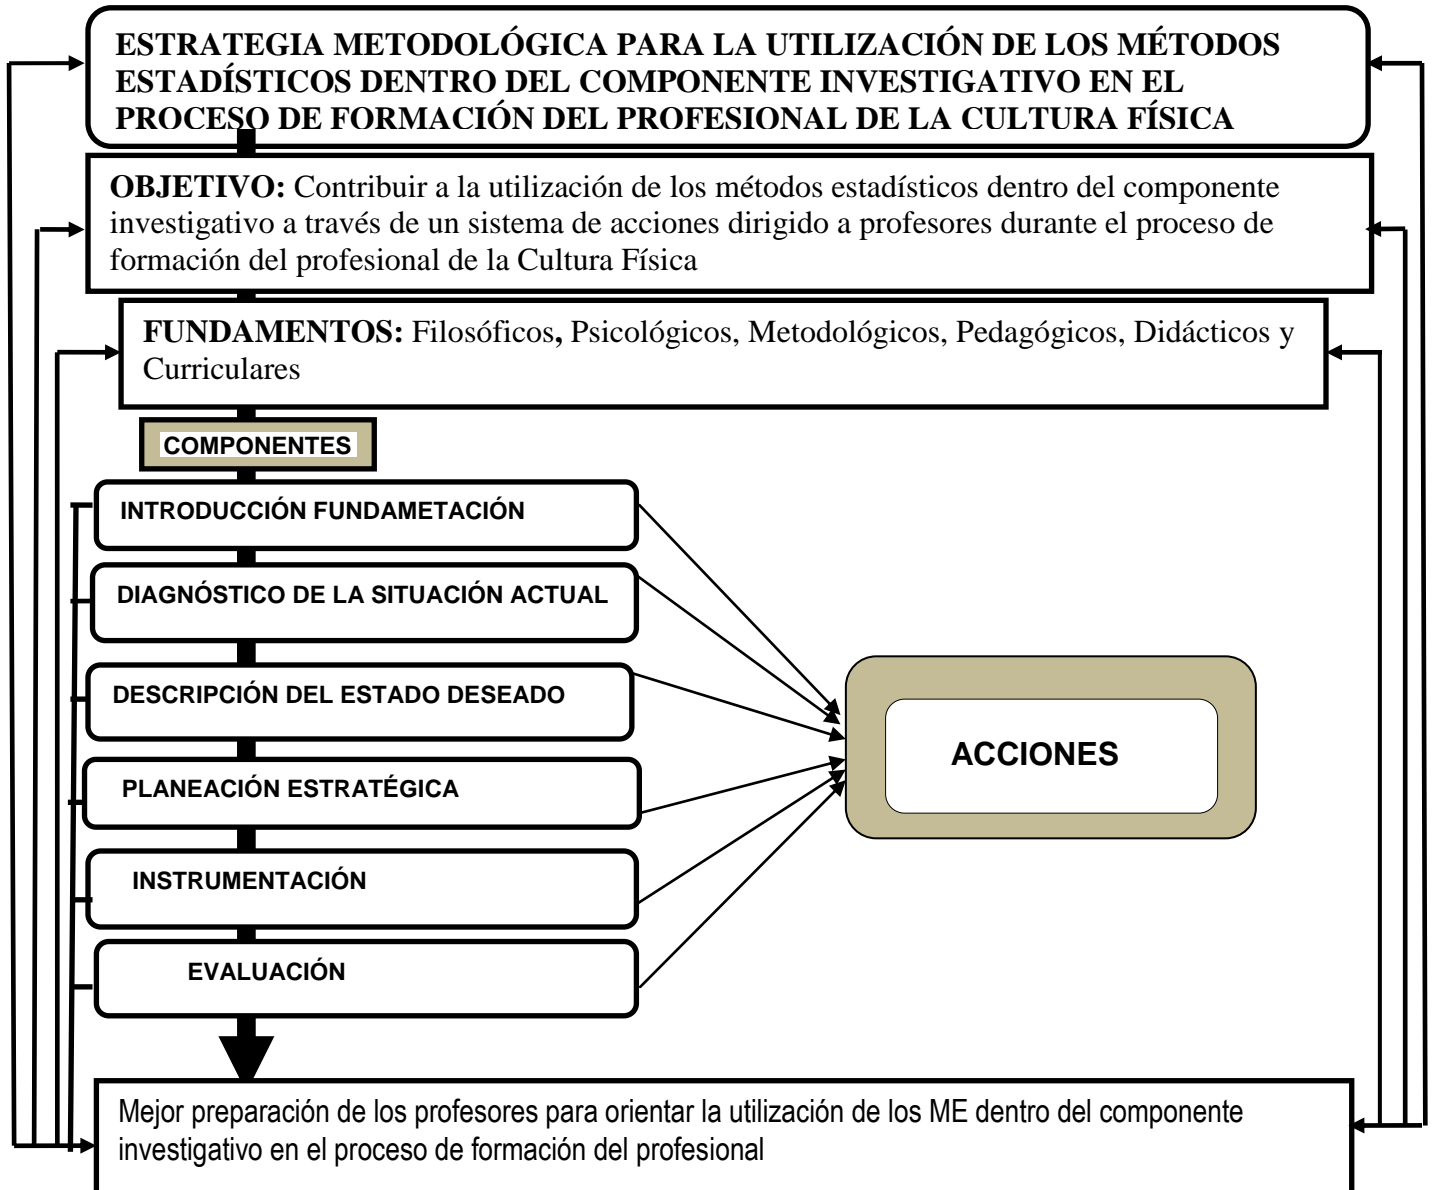 ESTRATEGIA METODOLÓGICA PARA LA UTILIZACIÓN DE LOS MÉTODOS
ESTADÍSTICOS DENTRO DEL COMPONENTE INVESTIGATIVO EN EL
PROCESO DE FORMACIÓN DEL PROFESIONAL DE LA CULTURA FÍSICA
OBJETIVO: Contribuir a la utilización de los métodos estadísticos dentro del componente
investigativo a través de un sistema de acciones dirigido a profesores durante el proceso de
formación del profesional de la Cultura Física
FUNDAMENTOS: Filosóficos, Psicológicos, Metodológicos, Pedagógicos, Didácticos y
Curriculares
COMPONENTES
INTRODUCCIÓN FUNDAMETACIÓN
DIAGNÓSTICO DE LA SITUACIÓN ACTUAL
DESCRIPCIÓN DEL ESTADO DESEADO
PLANEACIÓN ESTRATÉGICA
INSTRUMENTACIÓN
EVALUACIÓN
ACCIONES
Mejor preparación de los profesores para orientar la utilización de los ME dentro del componente
investigativo en el proceso de formación del profesional